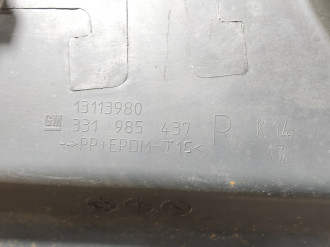 13113980
GM 331 985 437 R K14
-->PP+EPDM-T15<